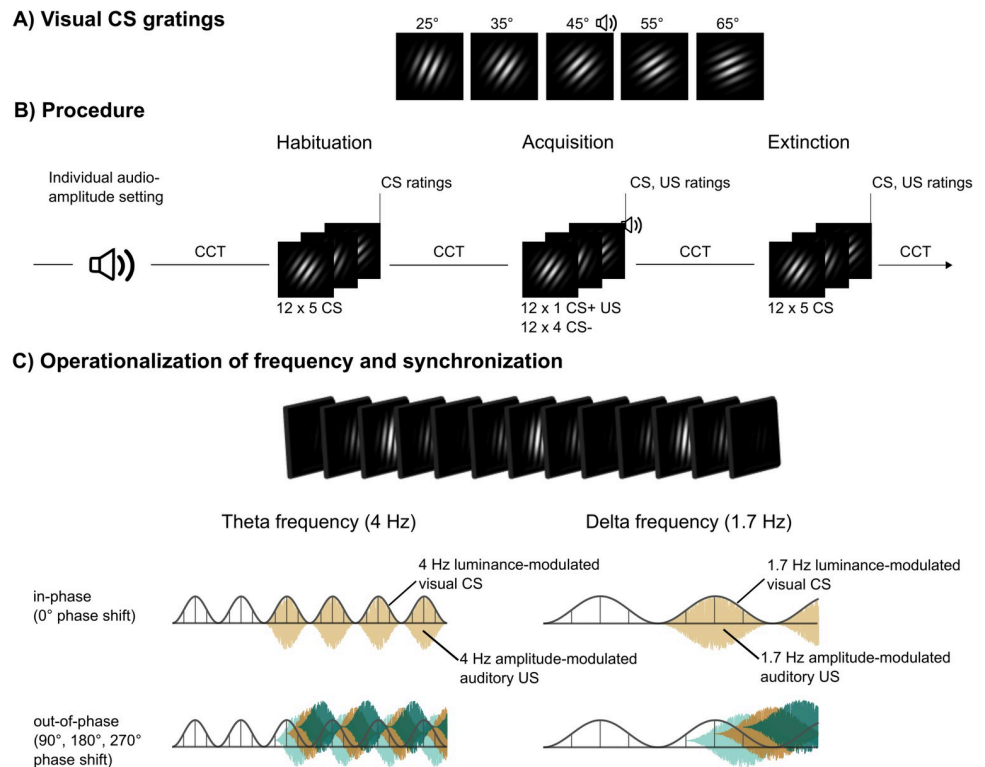 A) Visual CS gratings
25° 35° 45° 55° 65°
B) Procedure
Habituation Acquisition Extinction
Individual audio-
amplitude setting
CS ratings CS, US ratings CS, US ratings
CCT CCT CCT CCT
12 x 5 CS 12 x 1 CS+ US 12 x 5 CS
12 x 4 CS-
C) Operationalization of frequency and synchronization
Theta frequency (4 Hz) Delta frequency (1.7 Hz)
4 Hz luminance-modulated
visual CS
1.7 Hz luminance-modulated
visual CS
in-phase
(0° phase shift)
4 Hz amplitude-modulated
auditory US
1.7 Hz amplitude-modulated
auditory US
out-of-phase
(90°, 180°, 270°
phase shift)